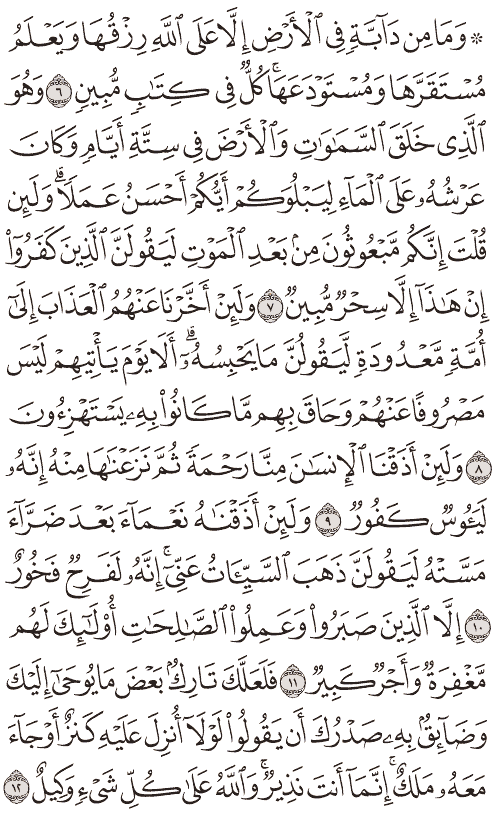 ۞ وَمَا مِن دَآبَّةٍ فِي ٱلْأَرْضِ إِلَّا عَلَى ٱللَّهِ رِزْقُهَا وَيَعْلَمُ
مُسْتَقَرَّهَا وَمُسْتَوْدَعَهَا ۚ كُلٌّ فِي كِتَٰبٍ مُّبِينٍ ٦ وَهُوَ
ٱلَّذِي خَلَقَ ٱلسَّمَٰوَٰتِ وَٱلْأَرْضَ فِي سِتَّةِ أَيَّامٍ وَكَانَ
عَرْشُهُۥ عَلَى ٱلْمَآءِ لِيَبْلُوَكُمْ أَيُّكُمْ أَحْسَنُ عَمَلًا ۗ وَلَئِن
قُلْتَ إِنَّكُم مَّبْعُوثُونَ مِنۢ بَعْدِ ٱلْمَوْتِ لَيَقُولَنَّ ٱلَّذِينَ كَفَرُوٓا۟
إِنْ هَٰذَآ إِلَّا سِحْرٌ مُّبِينٌ ٧ وَلَئِنْ أَخَّرْنَا عَنْهُمُ ٱلْعَذَابَ إِلَىٰٓ
أُمَّةٍ مَّعْدُودَةٍ لَّيَقُولُنَّ مَا يَحْبِسُهُۥٓ ۗ أَلَا يَوْمَ يَأْتِيهِمْ لَيْسَ
مَصْرُوفًا عَنْهُمْ وَحَاقَ بِهِم مَّا كَانُوا۟ بِهِۦ يَسْتَهْزِءُونَ
٨ وَلَئِنْ أَذَقْنَا ٱلْإِنسَٰنَ مِنَّا رَحْمَةً ثُمَّ نَزَعْنَٰهَا مِنْهُ إِنَّهُۥ
لَيَـُٔوسٌ كَفُورٌ ٩ وَلَئِنْ أَذَقْنَٰهُ نَعْمَآءَ بَعْدَ ضَرَّآءَ
مَسَّتْهُ لَيَقُولَنَّ ذَهَبَ ٱلسَّيِّـَٔاتُ عَنِّيٓ ۚ إِنَّهُۥ لَفَرِحٌ فَخُورٌ
١٠ إِلَّا ٱلَّذِينَ صَبَرُوا۟ وَعَمِلُوا۟ ٱلصَّٰلِحَٰتِ أُو۟لَٰٓئِكَ لَهُم
مَّغْفِرَةٌ وَأَجْرٌ كَبِيرٌ ١١ فَلَعَلَّكَ تَارِكٌۢ بَعْضَ مَا يُوحَىٰٓ إِلَيْكَ
وَضَآئِقٌۢ بِهِۦ صَدْرُكَ أَن يَقُولُوا۟ لَوْلَآ أُنزِلَ عَلَيْهِ كَنزٌ أَوْ جَآءَ
مَعَهُۥ مَلَكٌ ۚ إِنَّمَآ أَنتَ نَذِيرٌ ۚ وَٱللَّهُ عَلَىٰ كُلِّ شَيْءٍ وَكِيلٌ ١٢